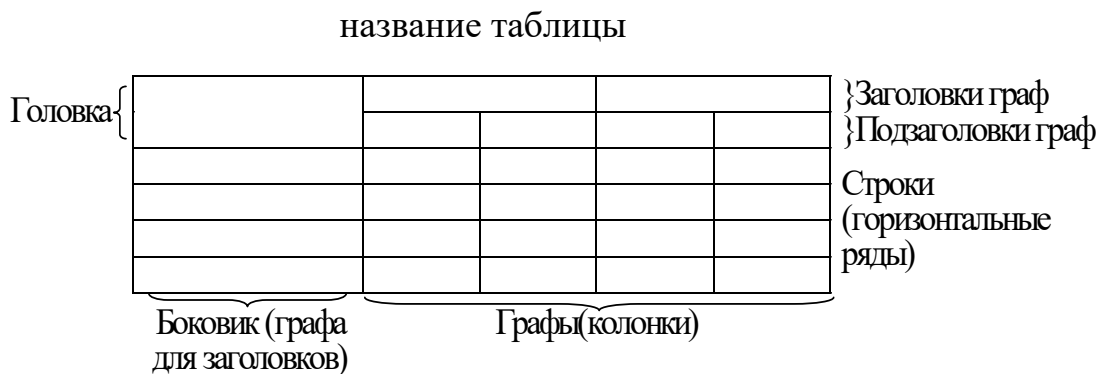 название таблицы
Головка
}Заголовки граф
}Подзаголовки граф
Строки
(горизонтальные
ряды)
Боковик (графа
для заголовков)
Графы(колонки)